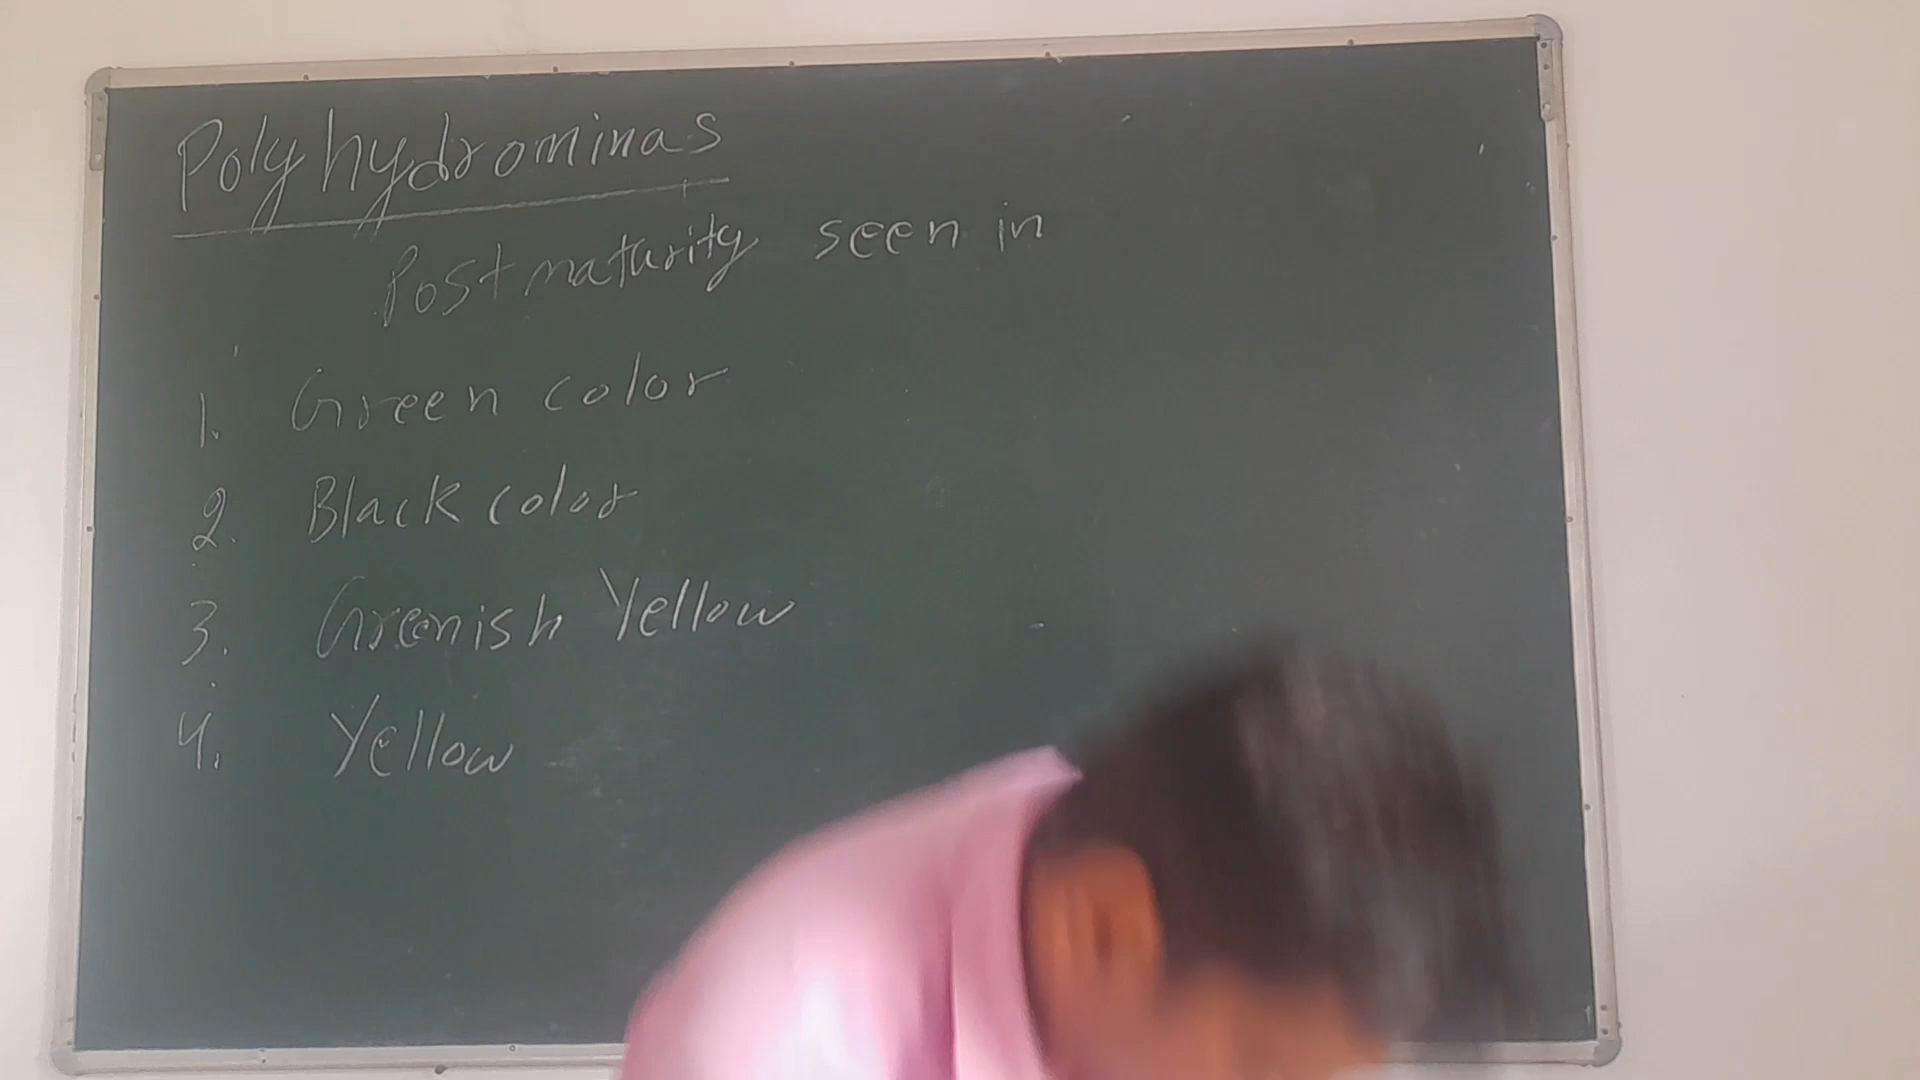 Polyhydrominas
Postmaturity seen in
1. Green color
2. Black color
3. Greenish Yellow
4. Yellow